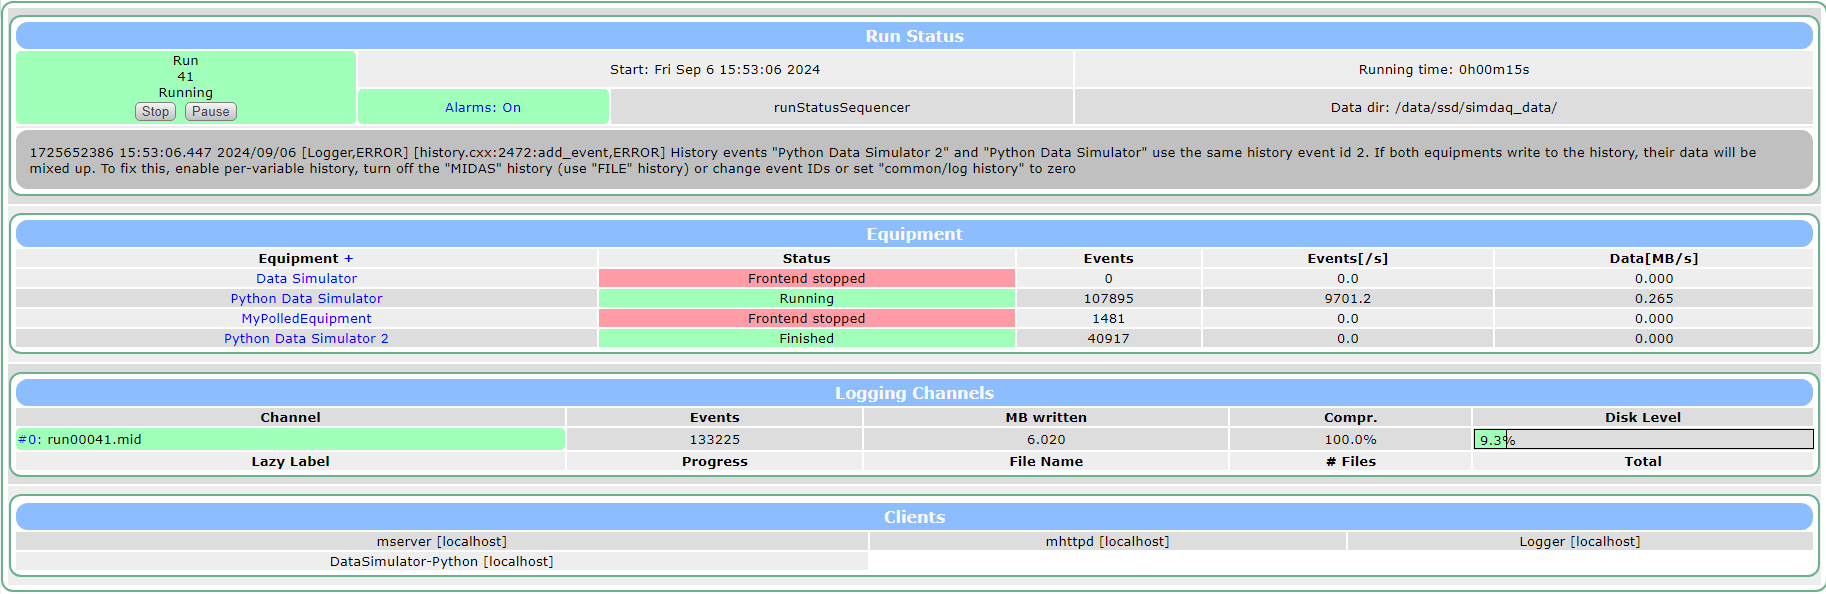 Run Status
Run
41
Running
Stop Pause
Start: Fri Sep 6 15:53:06 2024
Running time: 0h00m15s
Alarms: On
runStatusSequencer
Data dir: /data/ssd/simdaq_data/
1725652386 15:53:06.447 2024/09/06 [Logger,ERROR] [history.cxx:2472:add_event,ERROR] History events "Python Data Simulator 2" and "Python Data Simulator" use the same history event id 2. If both equipments write to the history, their data will be
mixed up. To fix this, enable per-variable history, turn off the "MIDAS" history (use "FILE" history) or change event IDs or set "common/log history" to zero
Equipment
Equipment + Status Events Events[/s] Data[MB/s]
Data Simulator Frontend stopped 0 0.0 0.000
Python Data Simulator Running 107895 9701.2 0.265
MyPolledEquipment Frontend stopped 1481 0.0 0.000
Python Data Simulator 2 Finished 40917 0.0 0.000
Logging Channels
Channel Events MB written Compr. Disk Level
#0: run00041.mid 133225 6.020 100.0% 9.3%
Lazy Label Progress File Name # Files Total
Clients
mserver [localhost] mhttpd [localhost] Logger [localhost]
DataSimulator-Python [localhost]